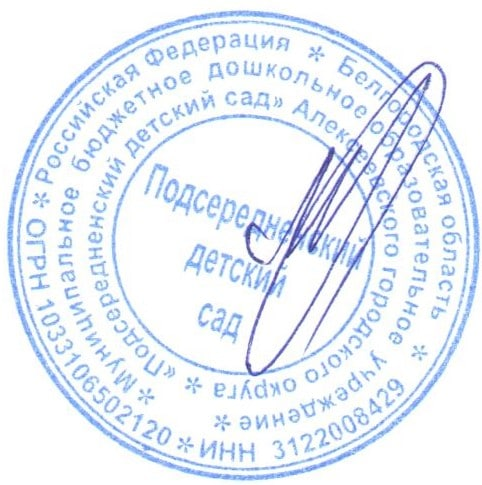 Российская Федерация * Белгородская область *
ОГРН 1033106502120 * ИНН 3122008429 *
Муниципальное бюджетное дошкольное образовательное учреждение *
«Подсередненский детский сад» Алексеевского городского округа *
Подсередненский
детский
сад